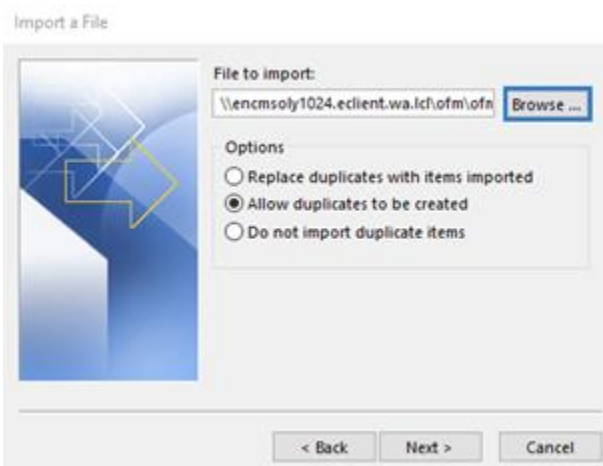 Import a File
File to import:
\\encmsoly1024.eclient.wa.lcl\ofm\ofn
Browse ...
Options
Replace duplicates with items imported
Allow duplicates to be created
Do not import duplicate items
< Back
Next >
Cancel